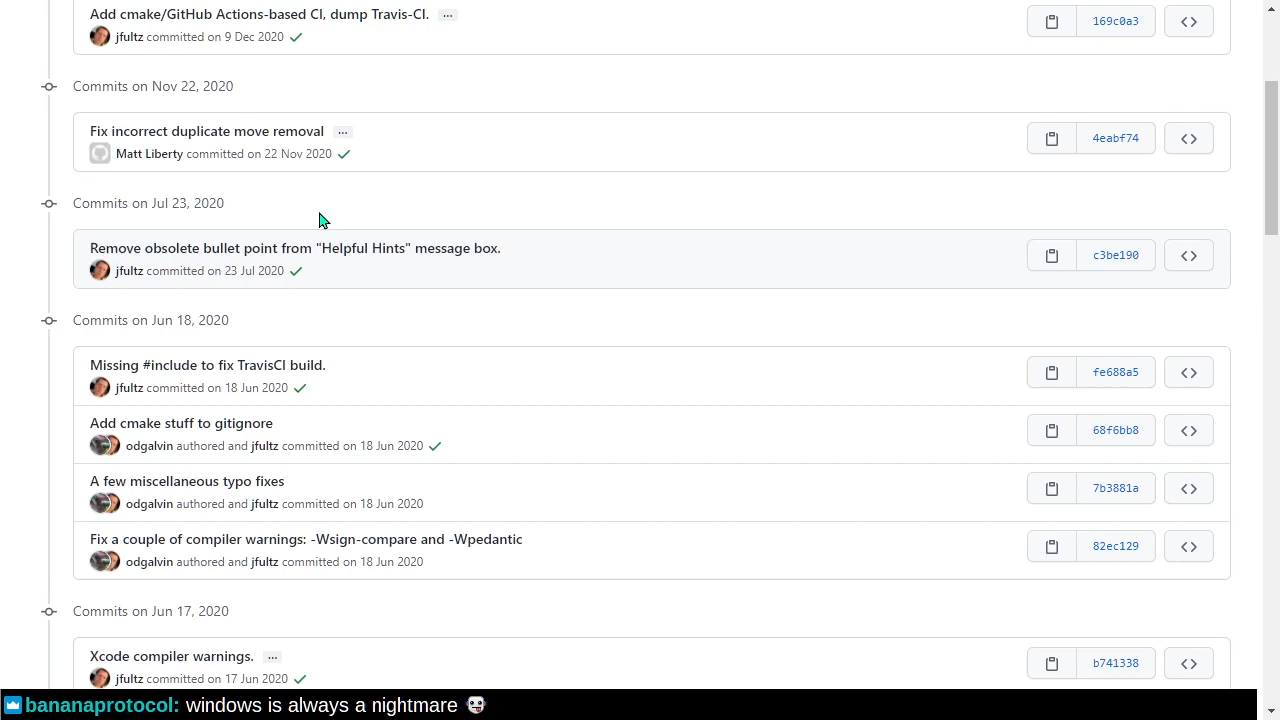 Add cmake/GitHub Actions-based CI, dump Travis-CI. ...
jfultz committed on 9 Dec 2020
169c0a3
Commits on Nov 22, 2020
Fix incorrect duplicate move removal ...
Matt Liberty committed on 22 Nov 2020
4eabf74
Commits on Jul 23, 2020
Remove obsolete bullet point from "Helpful Hints" message box.
jfultz committed on 23 Jul 2020
c3be190
Commits on Jun 18, 2020
Missing #include to fix TravisCI build.
jfultz committed on 18 Jun 2020
fe688a5
Add cmake stuff to gitignore
odgalvin authored and jfultz committed on 18 Jun 2020
68f6bb8
A few miscellaneous typo fixes
odgalvin authored and jfultz committed on 18 Jun 2020
7b3881a
Fix a couple of compiler warnings: -Wsign-compare and -Wpedantic
odgalvin authored and jfultz committed on 18 Jun 2020
82ec129
Commits on Jun 17, 2020
Xcode compiler warnings. ...
jfultz committed on 17 Jun 2020
b741338
bananaprotocol: windows is always a nightmare